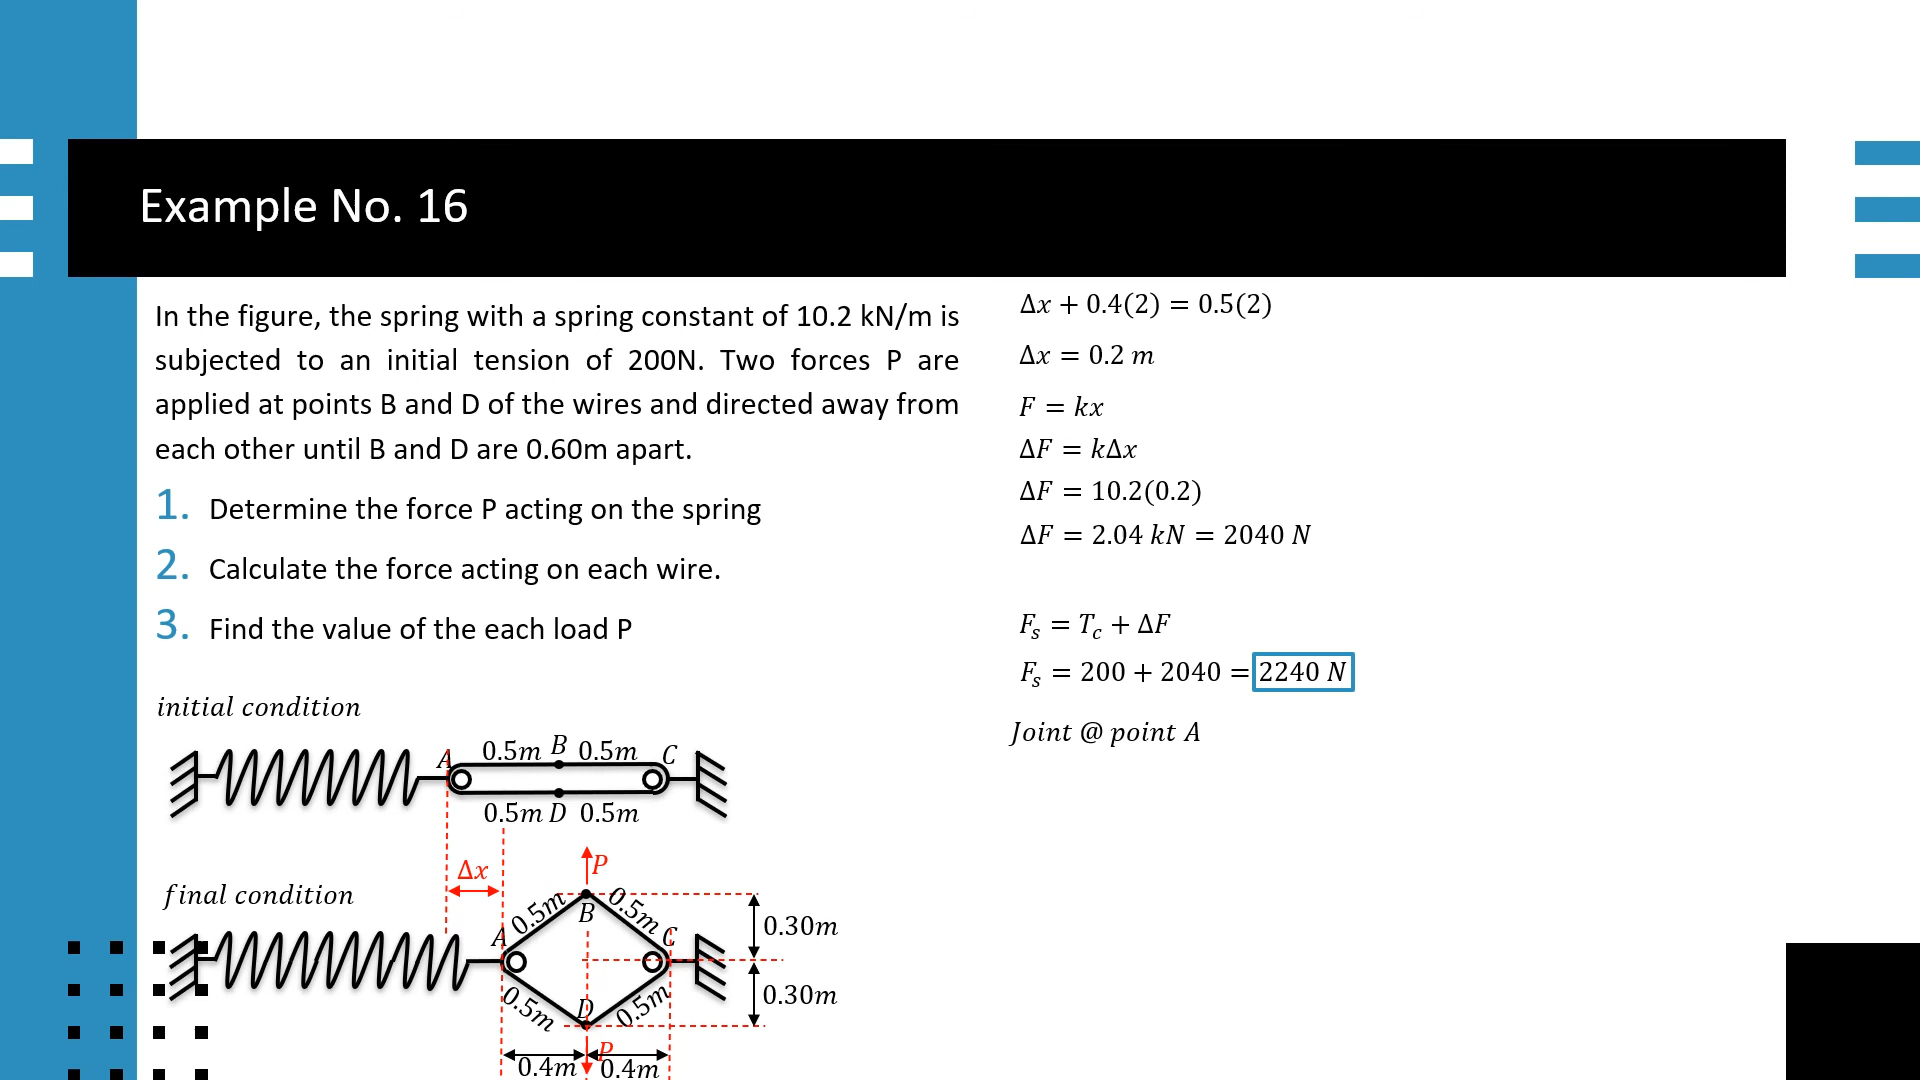 Example No. 16
In the figure, the spring with a spring constant of 10.2 kN/m is
subjected to an initial tension of 200N. Two forces P are
applied at points B and D of the wires and directed away from
each other until B and D are 0.60m apart.
1. Determine the force P acting on the spring
2. Calculate the force acting on each wire.
3. Find the value of the each load P
initial condition
A 0.5m B 0.5m C
0.5m D 0.5m
Δx
P
final condition
0.5m B 0.5m
A C
0.30m
0.5m D 0.5m
0.30m
P
0.4m 0.4m
Δx + 0.4(2) = 0.5(2)
Δx = 0.2 m
F = kx
ΔF = kΔx
ΔF = 10.2(0.2)
ΔF = 2.04 kN = 2040 N
Fₛ = T_c + ΔF
Fₛ = 200 + 2040 = 2240 N
Joint @ point A